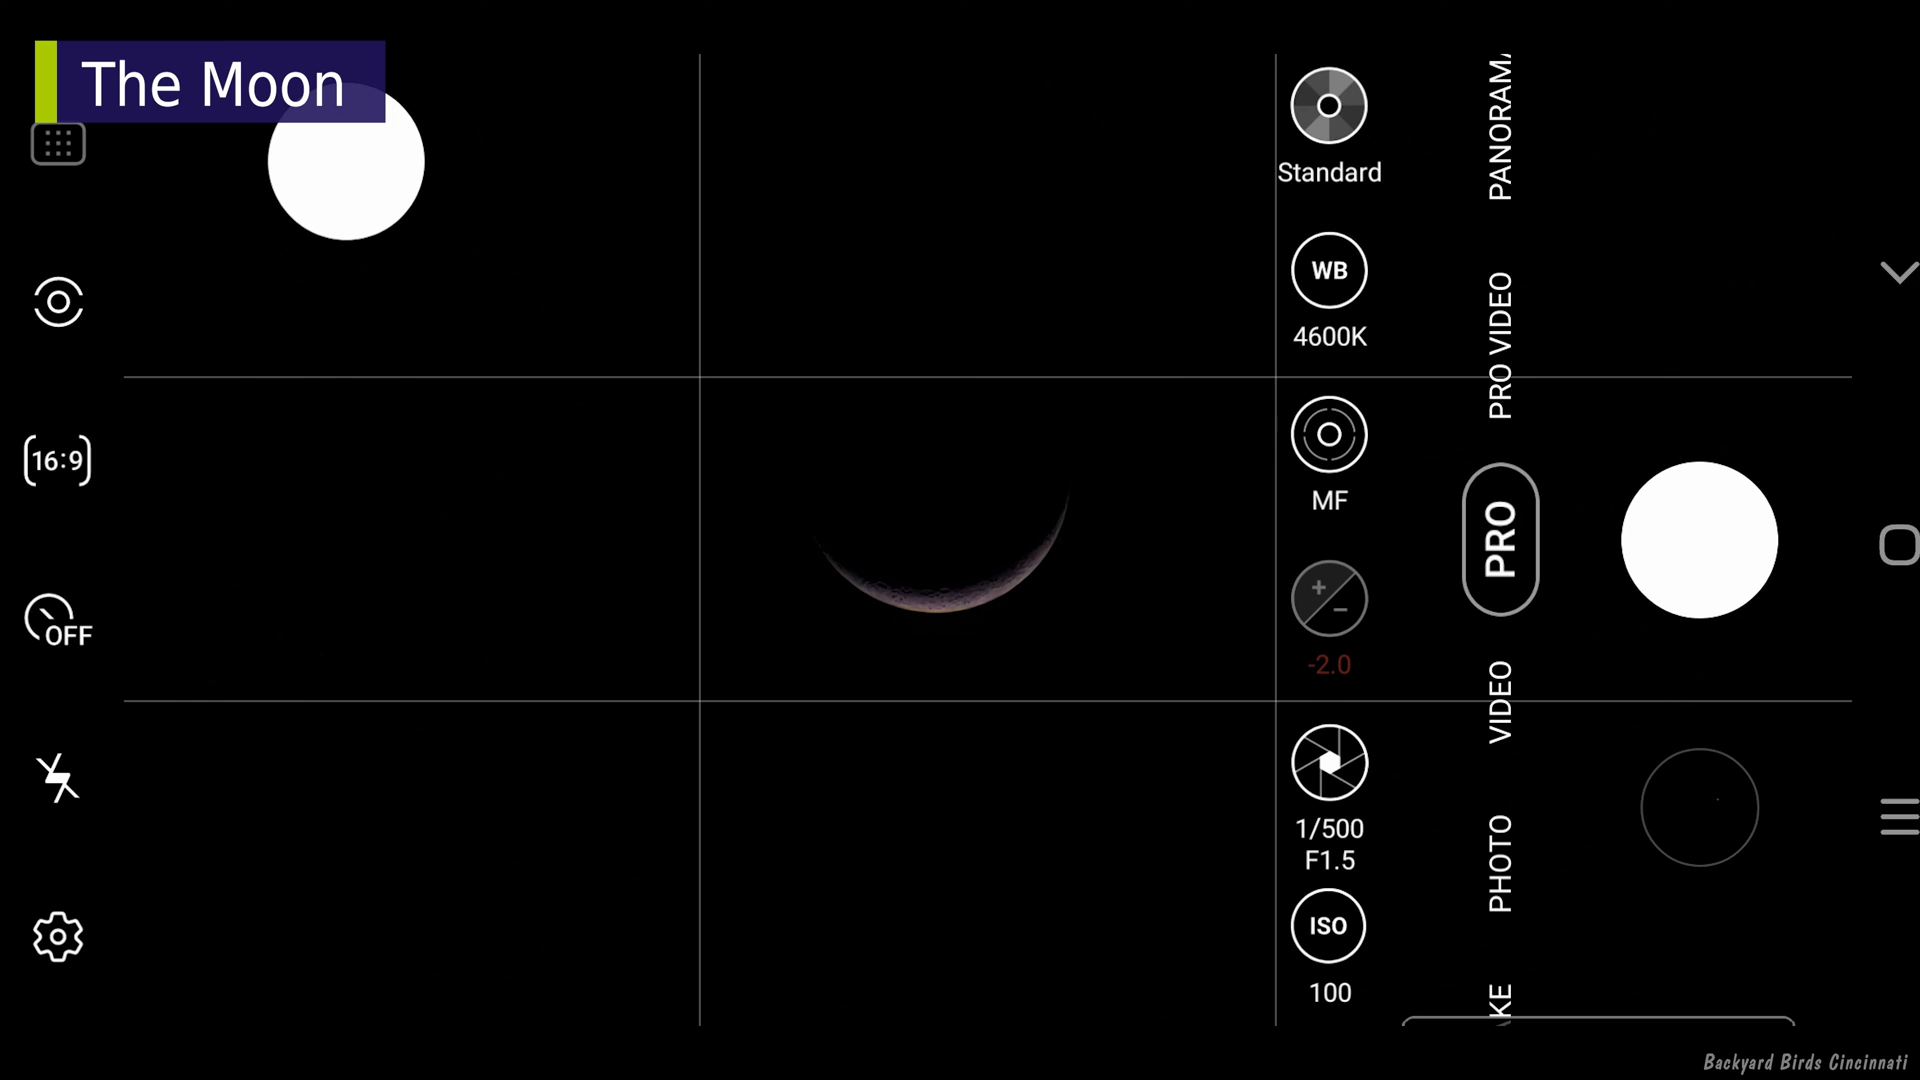 The Moon
16:9
OFF
Standard
WB
4600K
MF
-2.0
1/500
F1.5
ISO
100
PANORAMA
PRO VIDEO
PRO
VIDEO
PHOTO
KE
Backyard Birds Cincinnati